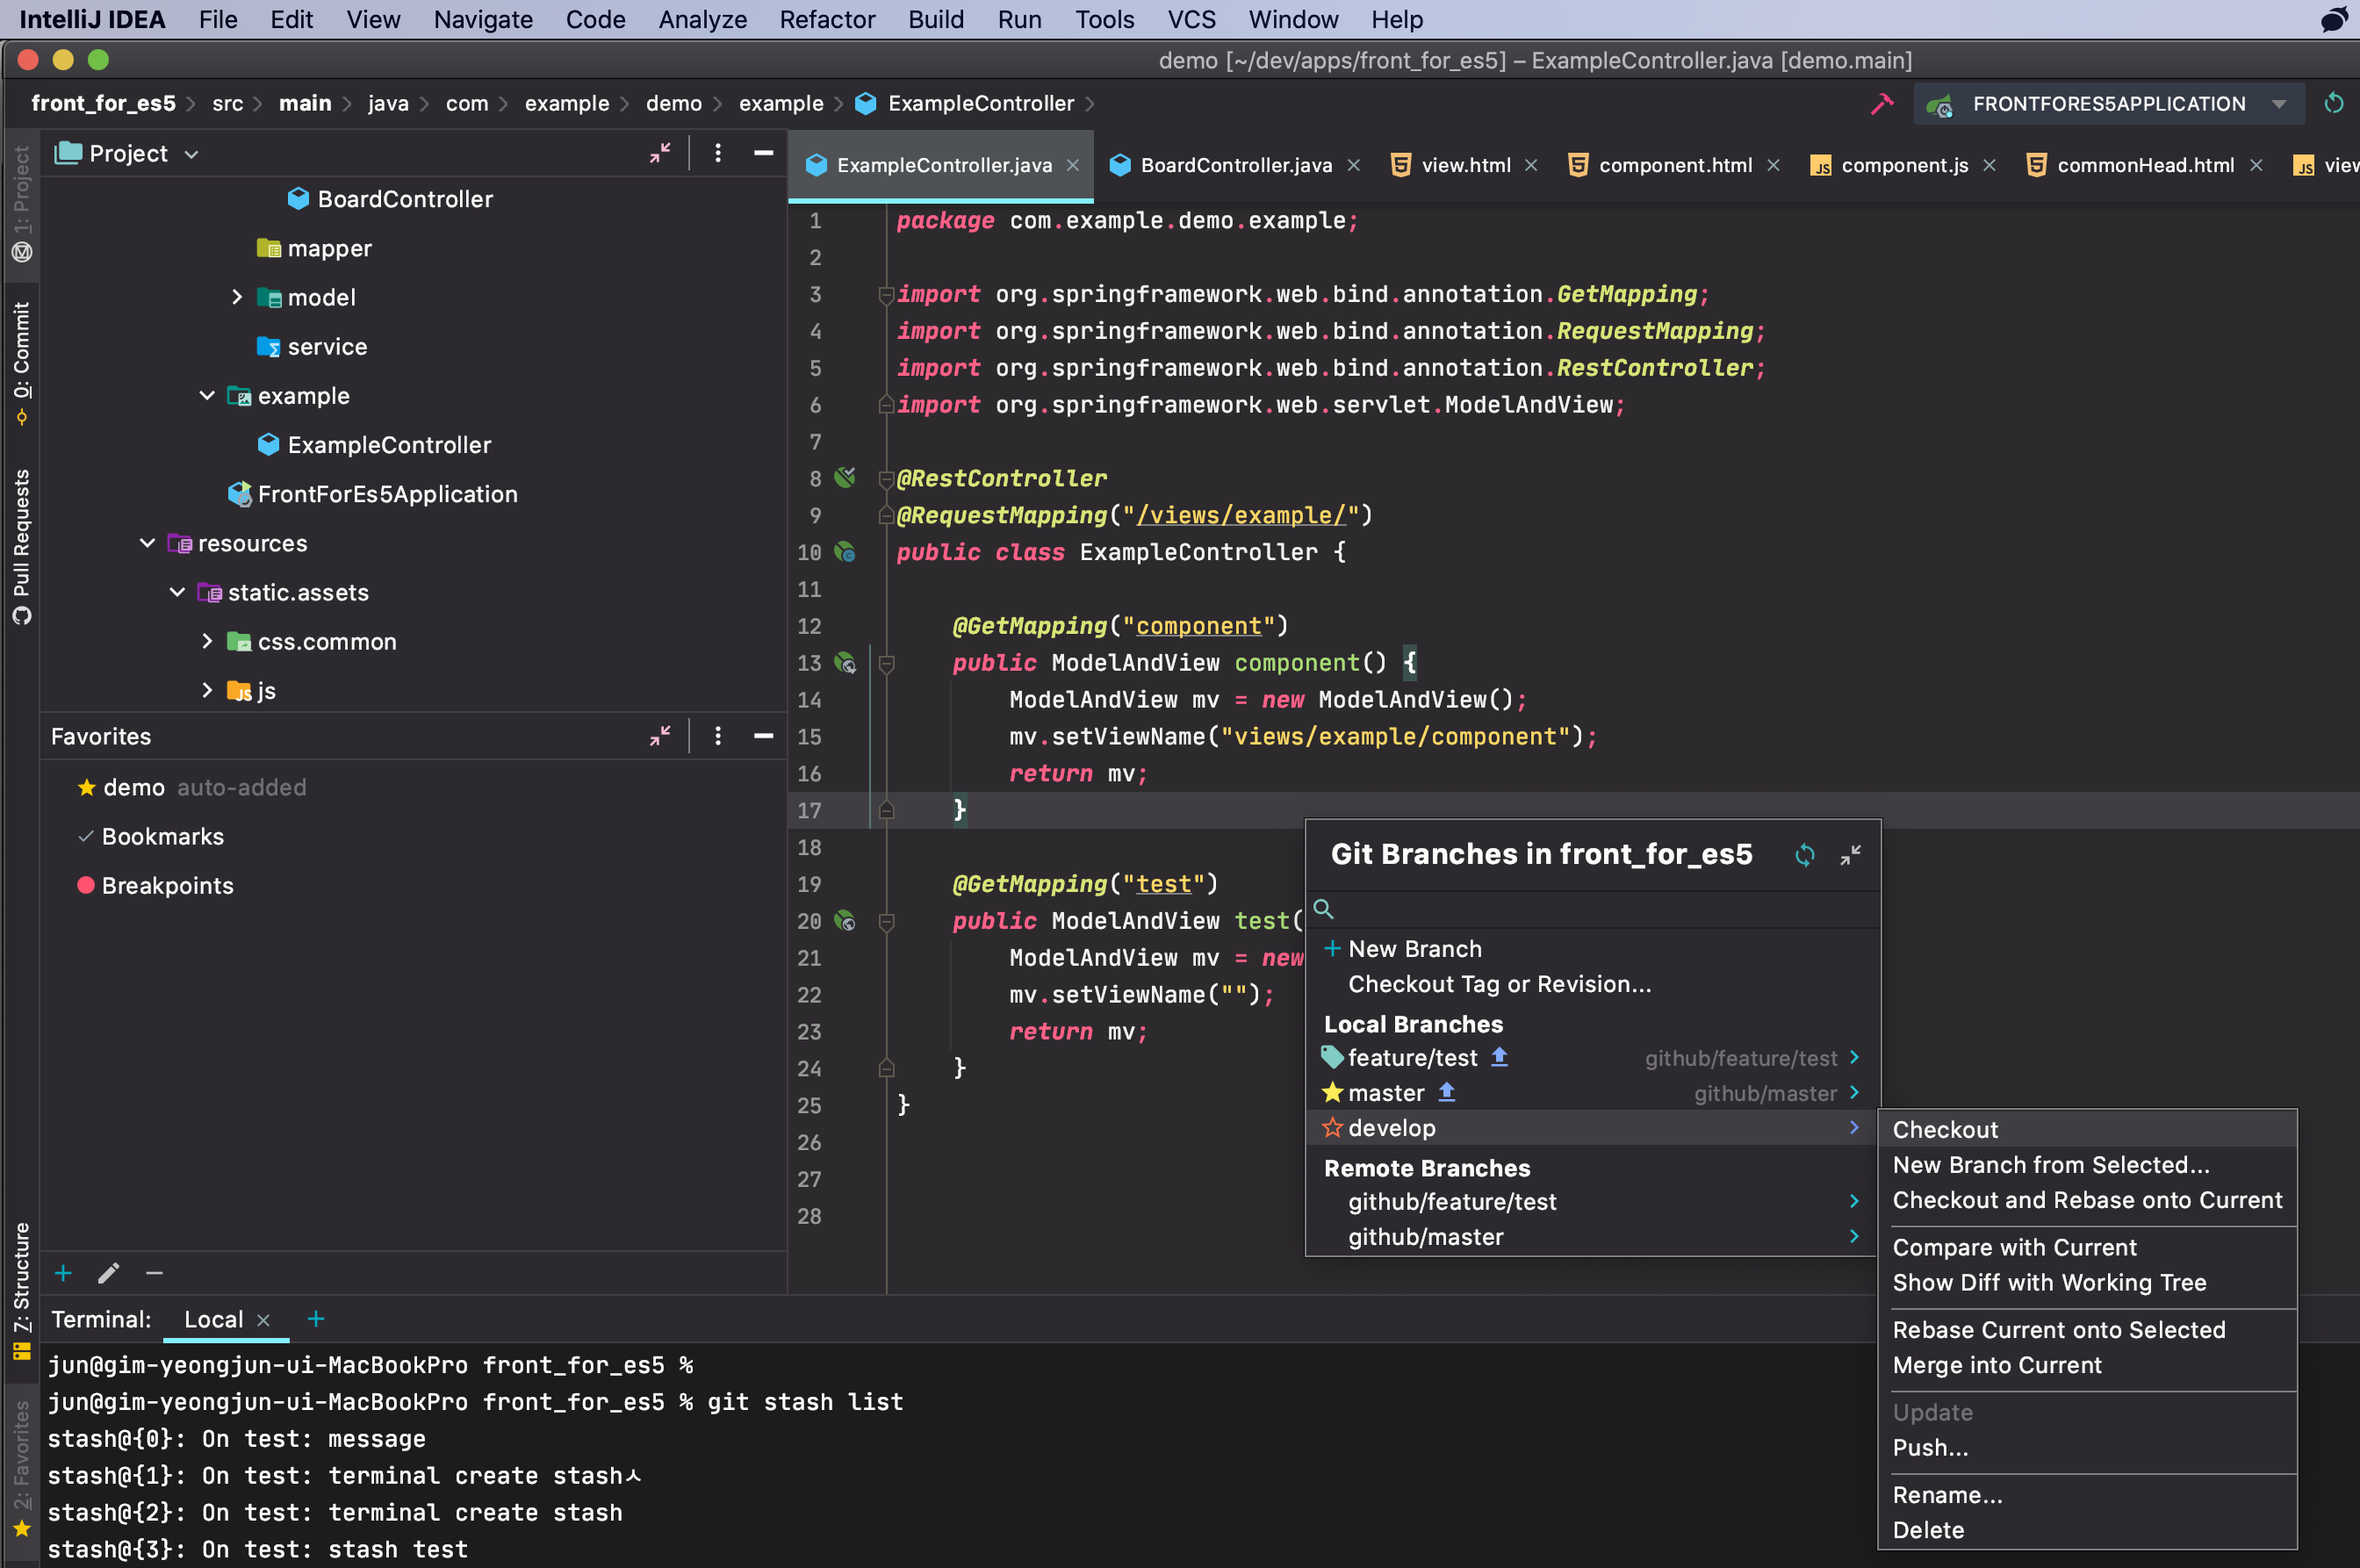 IntelliJ IDEA File Edit View Navigate Code Analyze Refactor Build Run Tools VCS Window Help
demo [~/dev/apps/front_for_es5] – ExampleController.java [demo.main]
front_for_es5 src main java com example demo example ExampleController
FRONTFORES5APPLICATION
1: Project
0: Commit
Pull Requests
Z: Structure
2: Favorites
Project
BoardController
mapper
model
service
example
ExampleController
FrontForEs5Application
resources
static.assets
css.common
js
Favorites
demo auto-added
Bookmarks
Breakpoints
ExampleController.java BoardController.java view.html component.html component.js commonHead.html
1 package com.example.demo.example;
2
3 import org.springframework.web.bind.annotation.GetMapping;
4 import org.springframework.web.bind.annotation.RequestMapping;
5 import org.springframework.web.bind.annotation.RestController;
6 import org.springframework.web.servlet.ModelAndView;
7
8 @RestController
9 @RequestMapping("/views/example/")
10 public class ExampleController {
11
12 @GetMapping("component")
13 public ModelAndView component() {
14 ModelAndView mv = new ModelAndView();
15 mv.setViewName("views/example/component");
16 return mv;
17 }
18
19 @GetMapping("test")
20 public ModelAndView test(
21 ModelAndView mv = new
22 mv.setViewName("");
23 return mv;
24 }
25 }
26
27
28
Git Branches in front_for_es5
+ New Branch
Checkout Tag or Revision...
Local Branches
feature/test github/feature/test
master github/master
develop
Remote Branches
github/feature/test
github/master
Checkout
New Branch from Selected...
Checkout and Rebase onto Current
Compare with Current
Show Diff with Working Tree
Rebase Current onto Selected
Merge into Current
Update
Push...
Rename...
Delete
Terminal: Local
jun@gim-yeongjun-ui-MacBookPro front_for_es5 %
jun@gim-yeongjun-ui-MacBookPro front_for_es5 % git stash list
stash@{0}: On test: message
stash@{1}: On test: terminal create stashㅅ
stash@{2}: On test: terminal create stash
stash@{3}: On test: stash test